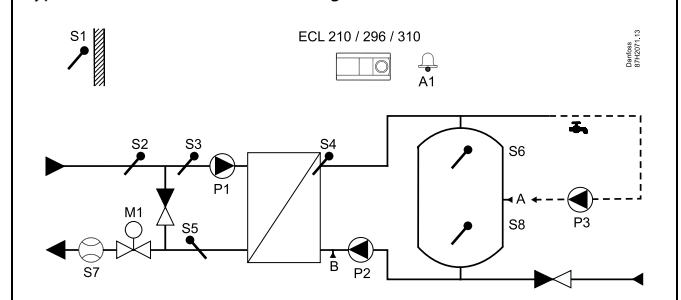 S1
ECL 210 / 296 / 310
A1
Danfoss
87H2071.13
S2
S3
S4
P1
S6
A
P3
M1
S5
S8
S7
B
P2